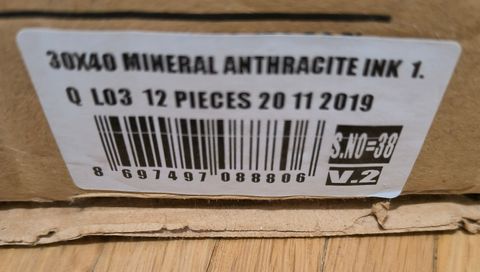 30X40 MINERAL ANTHRACITE INK 1.
Q L03 12 PIECES 20 11 2019
S.NO=38
8 697497 088806
V.2